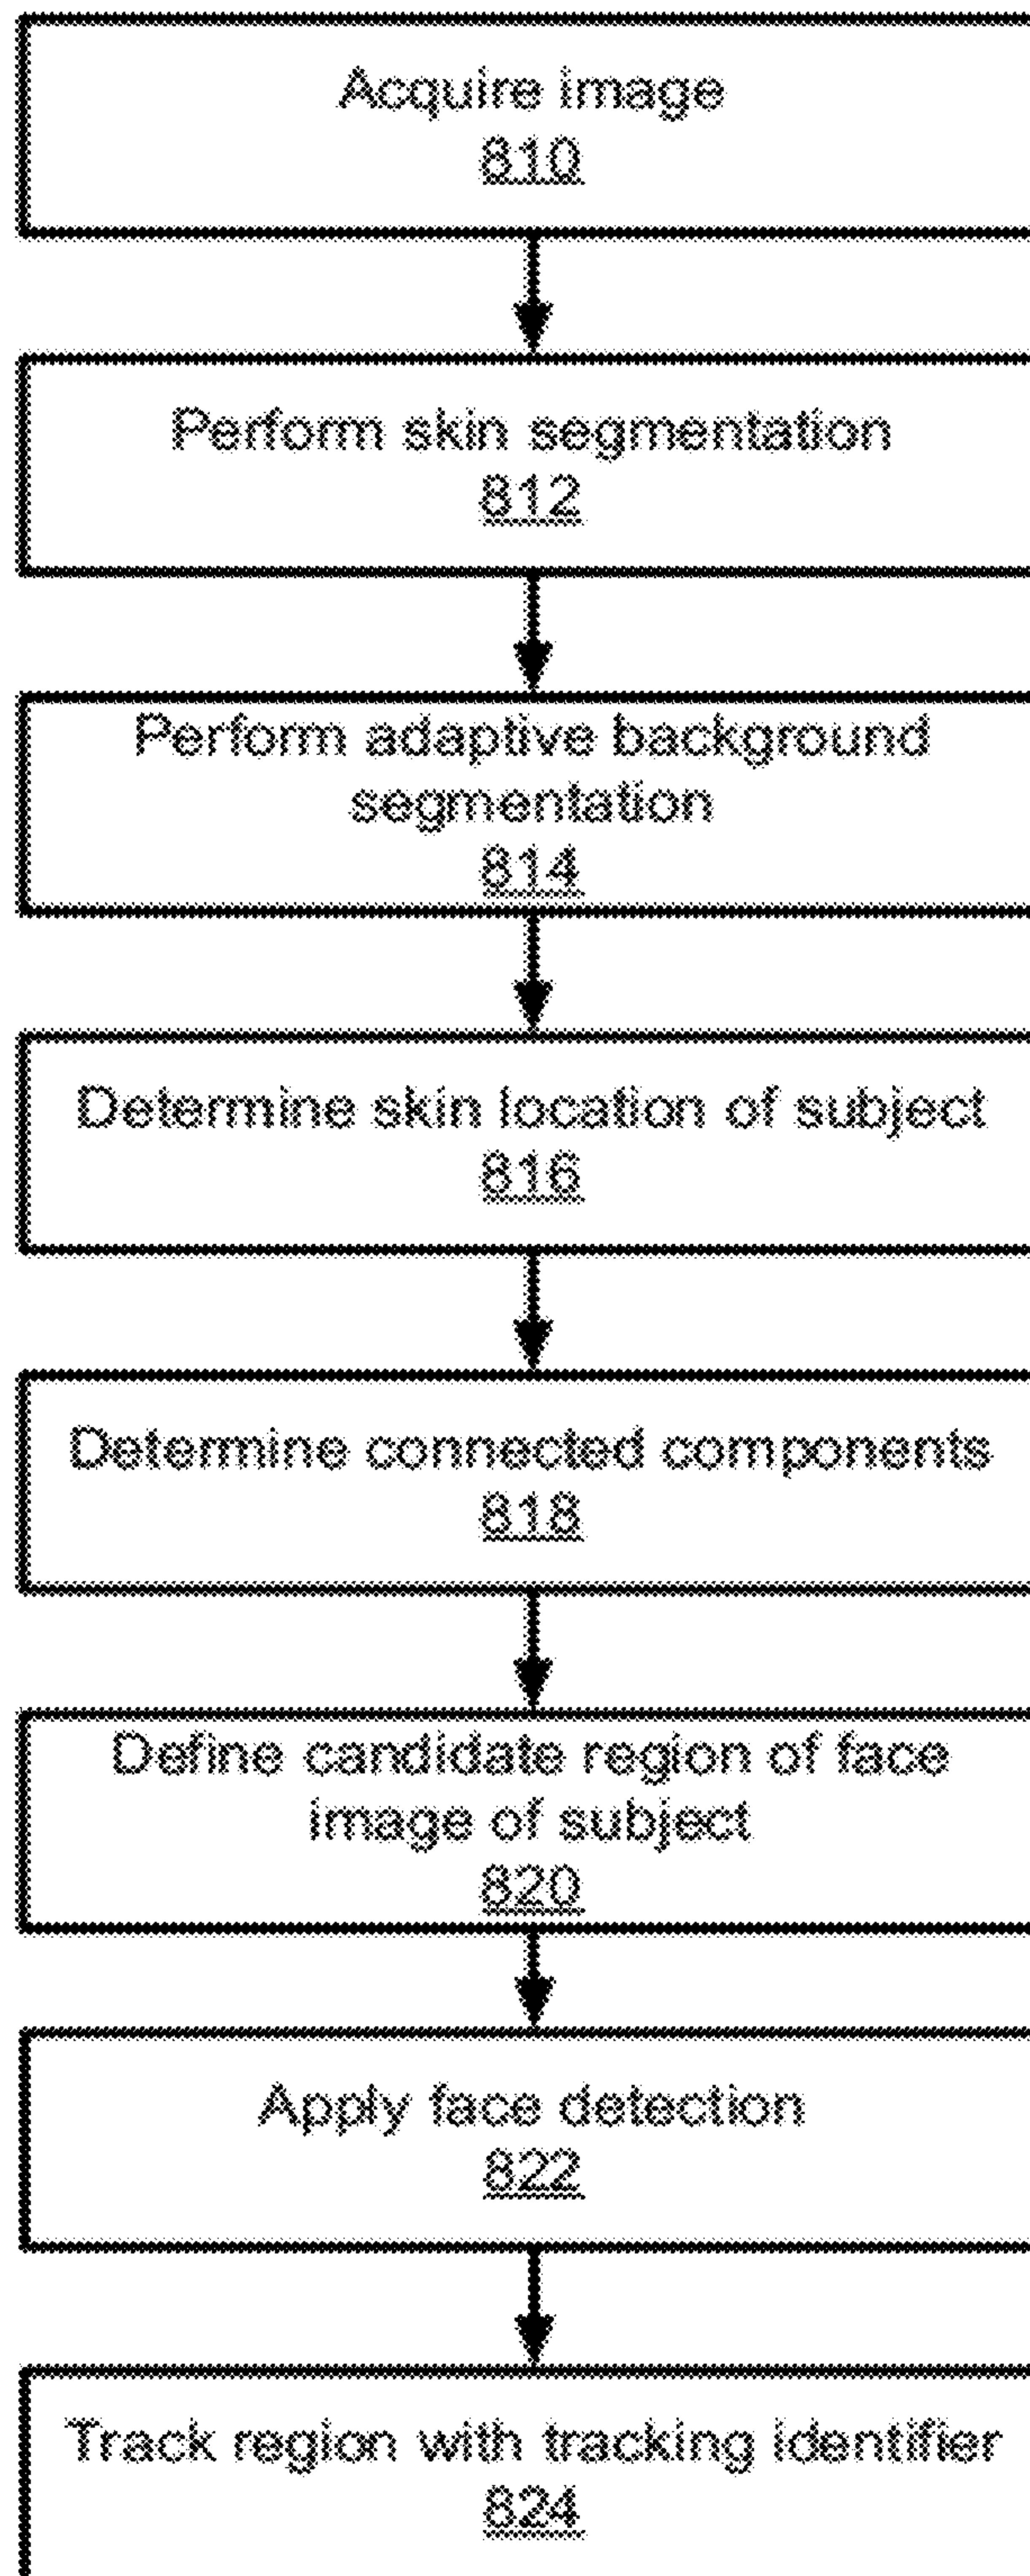 Acquire image
810
Perform skin segmentation
812
Perform adaptive background
segmentation
814
Determine skin location of subject
816
Determine connected components
818
Define candidate region of face
image of subject
820
Apply face detection
822
Track region with tracking identifier
824